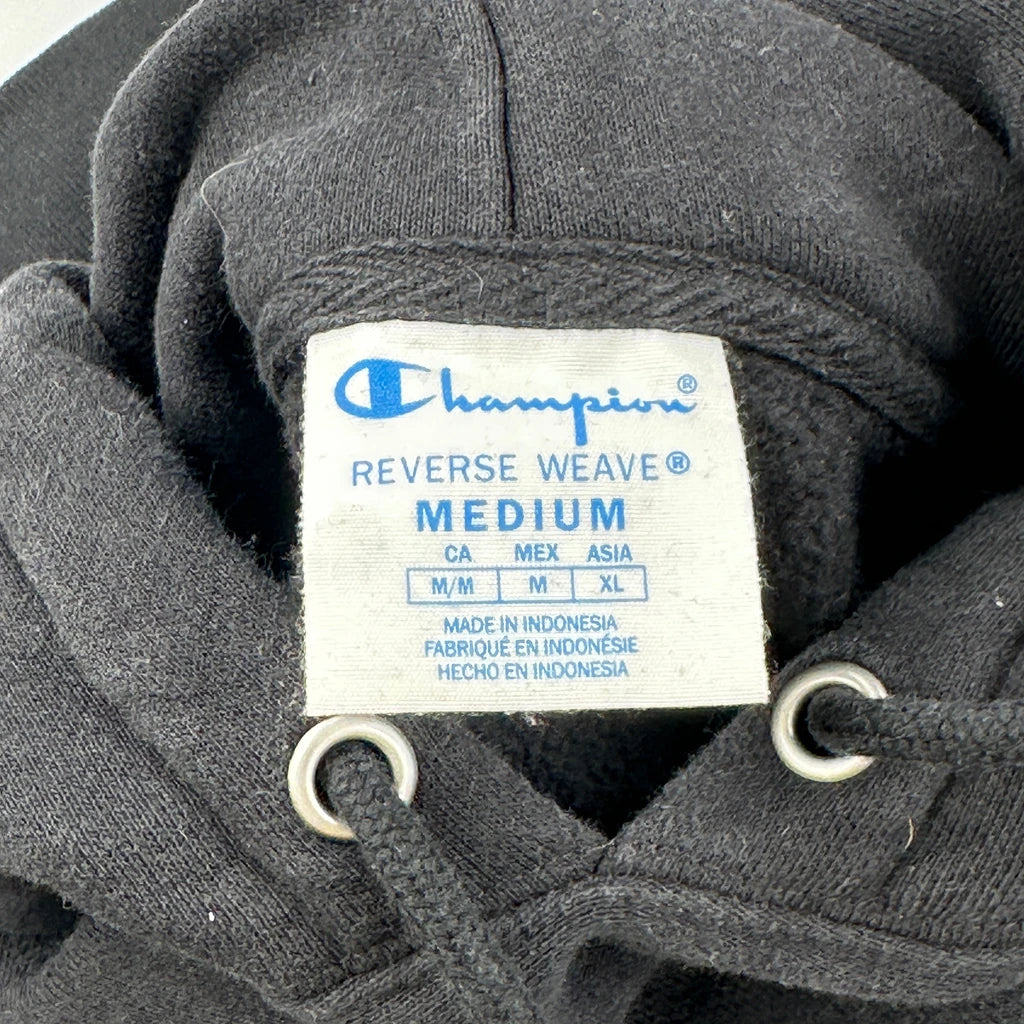 Champion®
REVERSE WEAVE®
MEDIUM
CA MEX ASIA
M/M M XL
MADE IN INDONESIA
FABRIQUÉ EN INDONÉSIE
HECHO EN INDONESIA